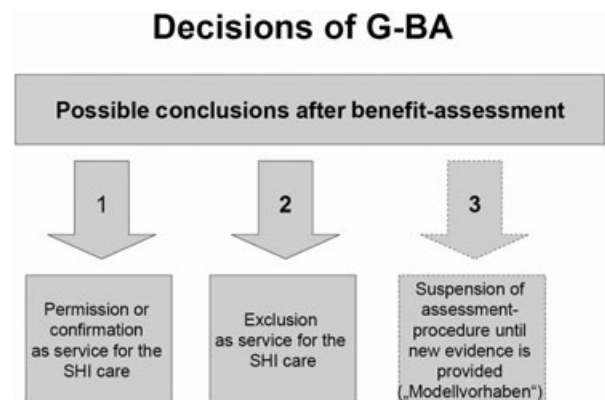 Decisions of G-BA
Possible conclusions after benefit-assessment
1
2
3
Permission or
confirmation
as service for the
SHI care
Exclusion
as service for the
SHI care
Suspension of
assessment-
procedure until
new evidence is
provided
(„Modellvorhaben“)